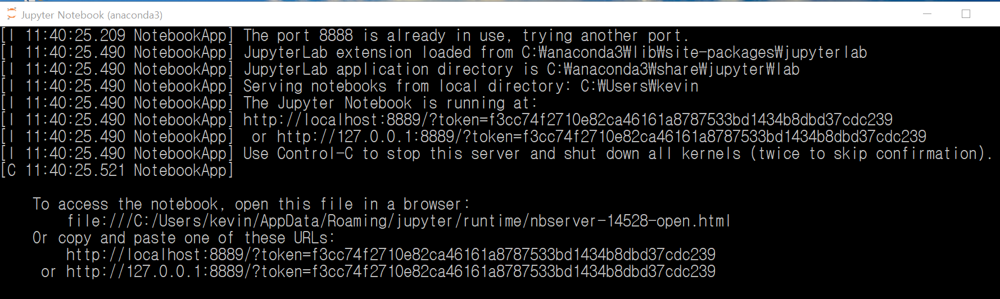 Jupyter Notebook (anaconda3)
[I 11:40:25.209 NotebookApp] The port 8888 is already in use, trying another port.
[I 11:40:25.490 NotebookApp] JupyterLab extension loaded from C:₩anaconda3₩lib₩site-packages₩jupyterlab
[I 11:40:25.490 NotebookApp] JupyterLab application directory is C:₩anaconda3₩share₩jupyter₩lab
[I 11:40:25.490 NotebookApp] Serving notebooks from local directory: C:₩Users₩kevin
[I 11:40:25.490 NotebookApp] The Jupyter Notebook is running at:
[I 11:40:25.490 NotebookApp] http://localhost:8889/?token=f3cc74f2710e82ca46161a8787533bd1434b8dbd37cdc239
[I 11:40:25.490 NotebookApp]  or http://127.0.0.1:8889/?token=f3cc74f2710e82ca46161a8787533bd1434b8dbd37cdc239
[I 11:40:25.490 NotebookApp] Use Control-C to stop this server and shut down all kernels (twice to skip confirmation).
[C 11:40:25.521 NotebookApp]
To access the notebook, open this file in a browser:
file:///C:/Users/kevin/AppData/Roaming/jupyter/runtime/nbserver-14528-open.html
Or copy and paste one of these URLs:
http://localhost:8889/?token=f3cc74f2710e82ca46161a8787533bd1434b8dbd37cdc239
or http://127.0.0.1:8889/?token=f3cc74f2710e82ca46161a8787533bd1434b8dbd37cdc239